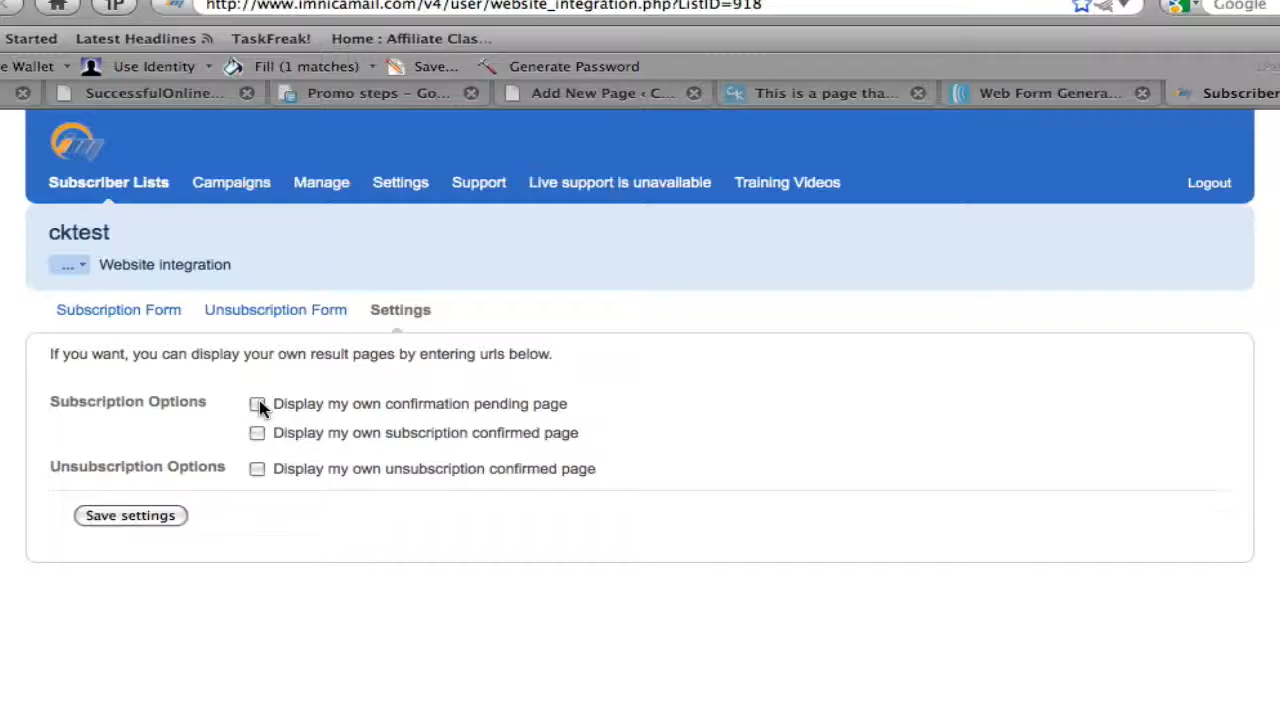 http://www.imnicamail.com/v4/user/website_integration.php?ListID=918
Google
Started Latest Headlines TaskFreak! Home : Affiliate Clas...
e Wallet Use Identity Fill (1 matches) Save... Generate Password
SuccessfulOnline... Promo steps – Go... Add New Page ‹ C... This is a page tha... Web Form Genera... Subscriber
Subscriber Lists Campaigns Manage Settings Support Live support is unavailable Training Videos Logout
cktest
... Website integration
Subscription Form Unsubscription Form Settings
If you want, you can display your own result pages by entering urls below.
Subscription Options Display my own confirmation pending page
Display my own subscription confirmed page
Unsubscription Options Display my own unsubscription confirmed page
Save settings